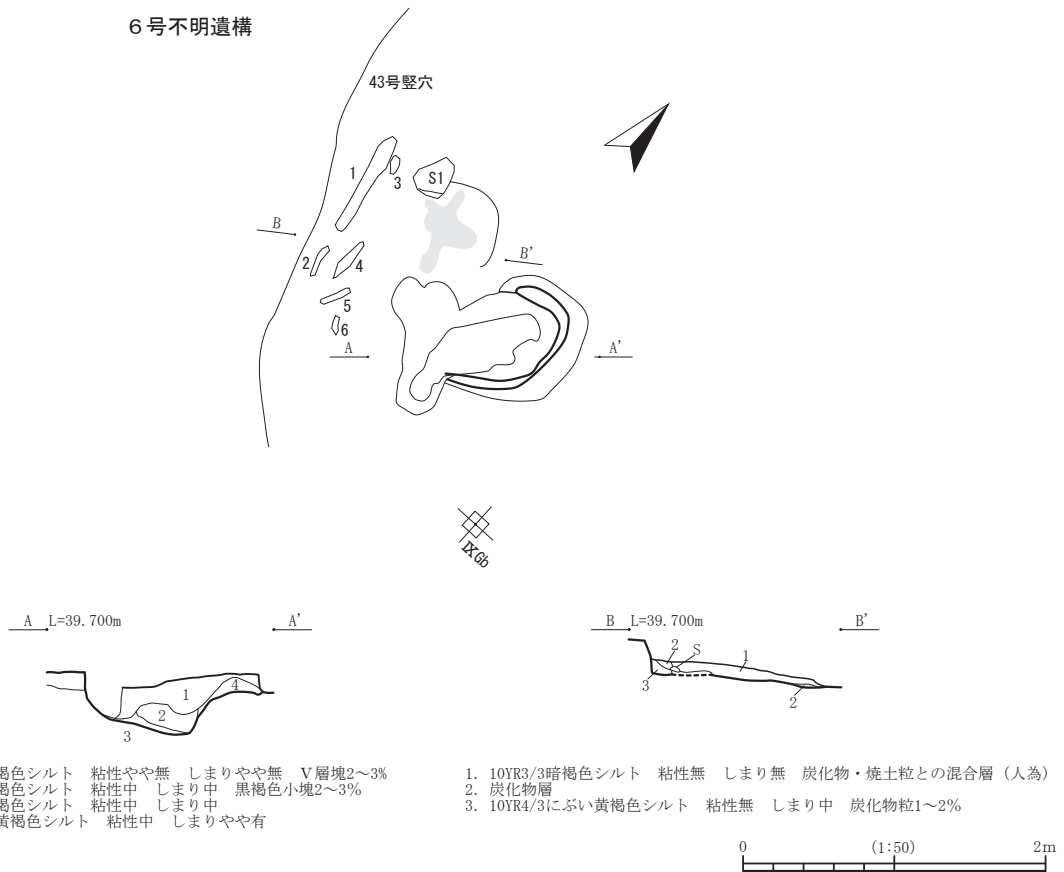 6号不明遺構
43号竪穴
1
3
S1
B
B'
2
4
5
6
A
A'
ⅨGb
A L=39.700m A'
B L=39.700m B'
1
4
2
3
2
S
1
3
2
褐色シルト 粘性やや無 しまりやや無 Ⅴ層塊2～3%
褐色シルト 粘性中 しまり中 黒褐色小塊2～3%
褐色シルト 粘性中 しまり中
黄褐色シルト 粘性中 しまりやや有
1. 10YR3/3暗褐色シルト 粘性無 しまり無 炭化物・焼土粒との混合層（人為）
2. 炭化物層
3. 10YR4/3にぶい黄褐色シルト 粘性無 しまり中 炭化物粒1～2%
0 (1:50) 2m